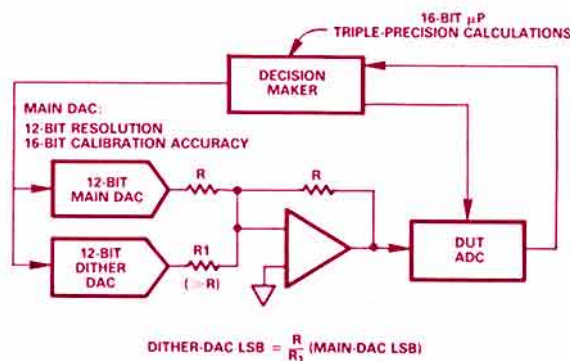 16-BIT μP
TRIPLE-PRECISION CALCULATIONS
DECISION
MAKER
MAIN DAC:
12-BIT RESOLUTION
16-BIT CALIBRATION ACCURACY
R
R
12-BIT
MAIN DAC
12-BIT
DITHER
DAC
R1
(>R)
DUT
ADC
DITHER-DAC LSB = R/R1 (MAIN-DAC LSB)